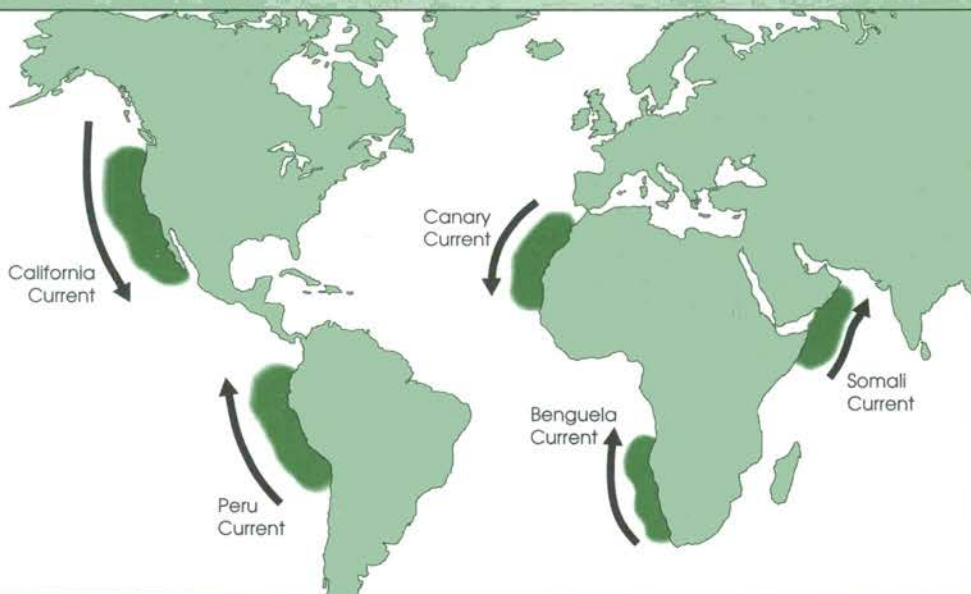 Canary
Current
California
Current
Somali
Current
Benguela
Current
Peru
Current